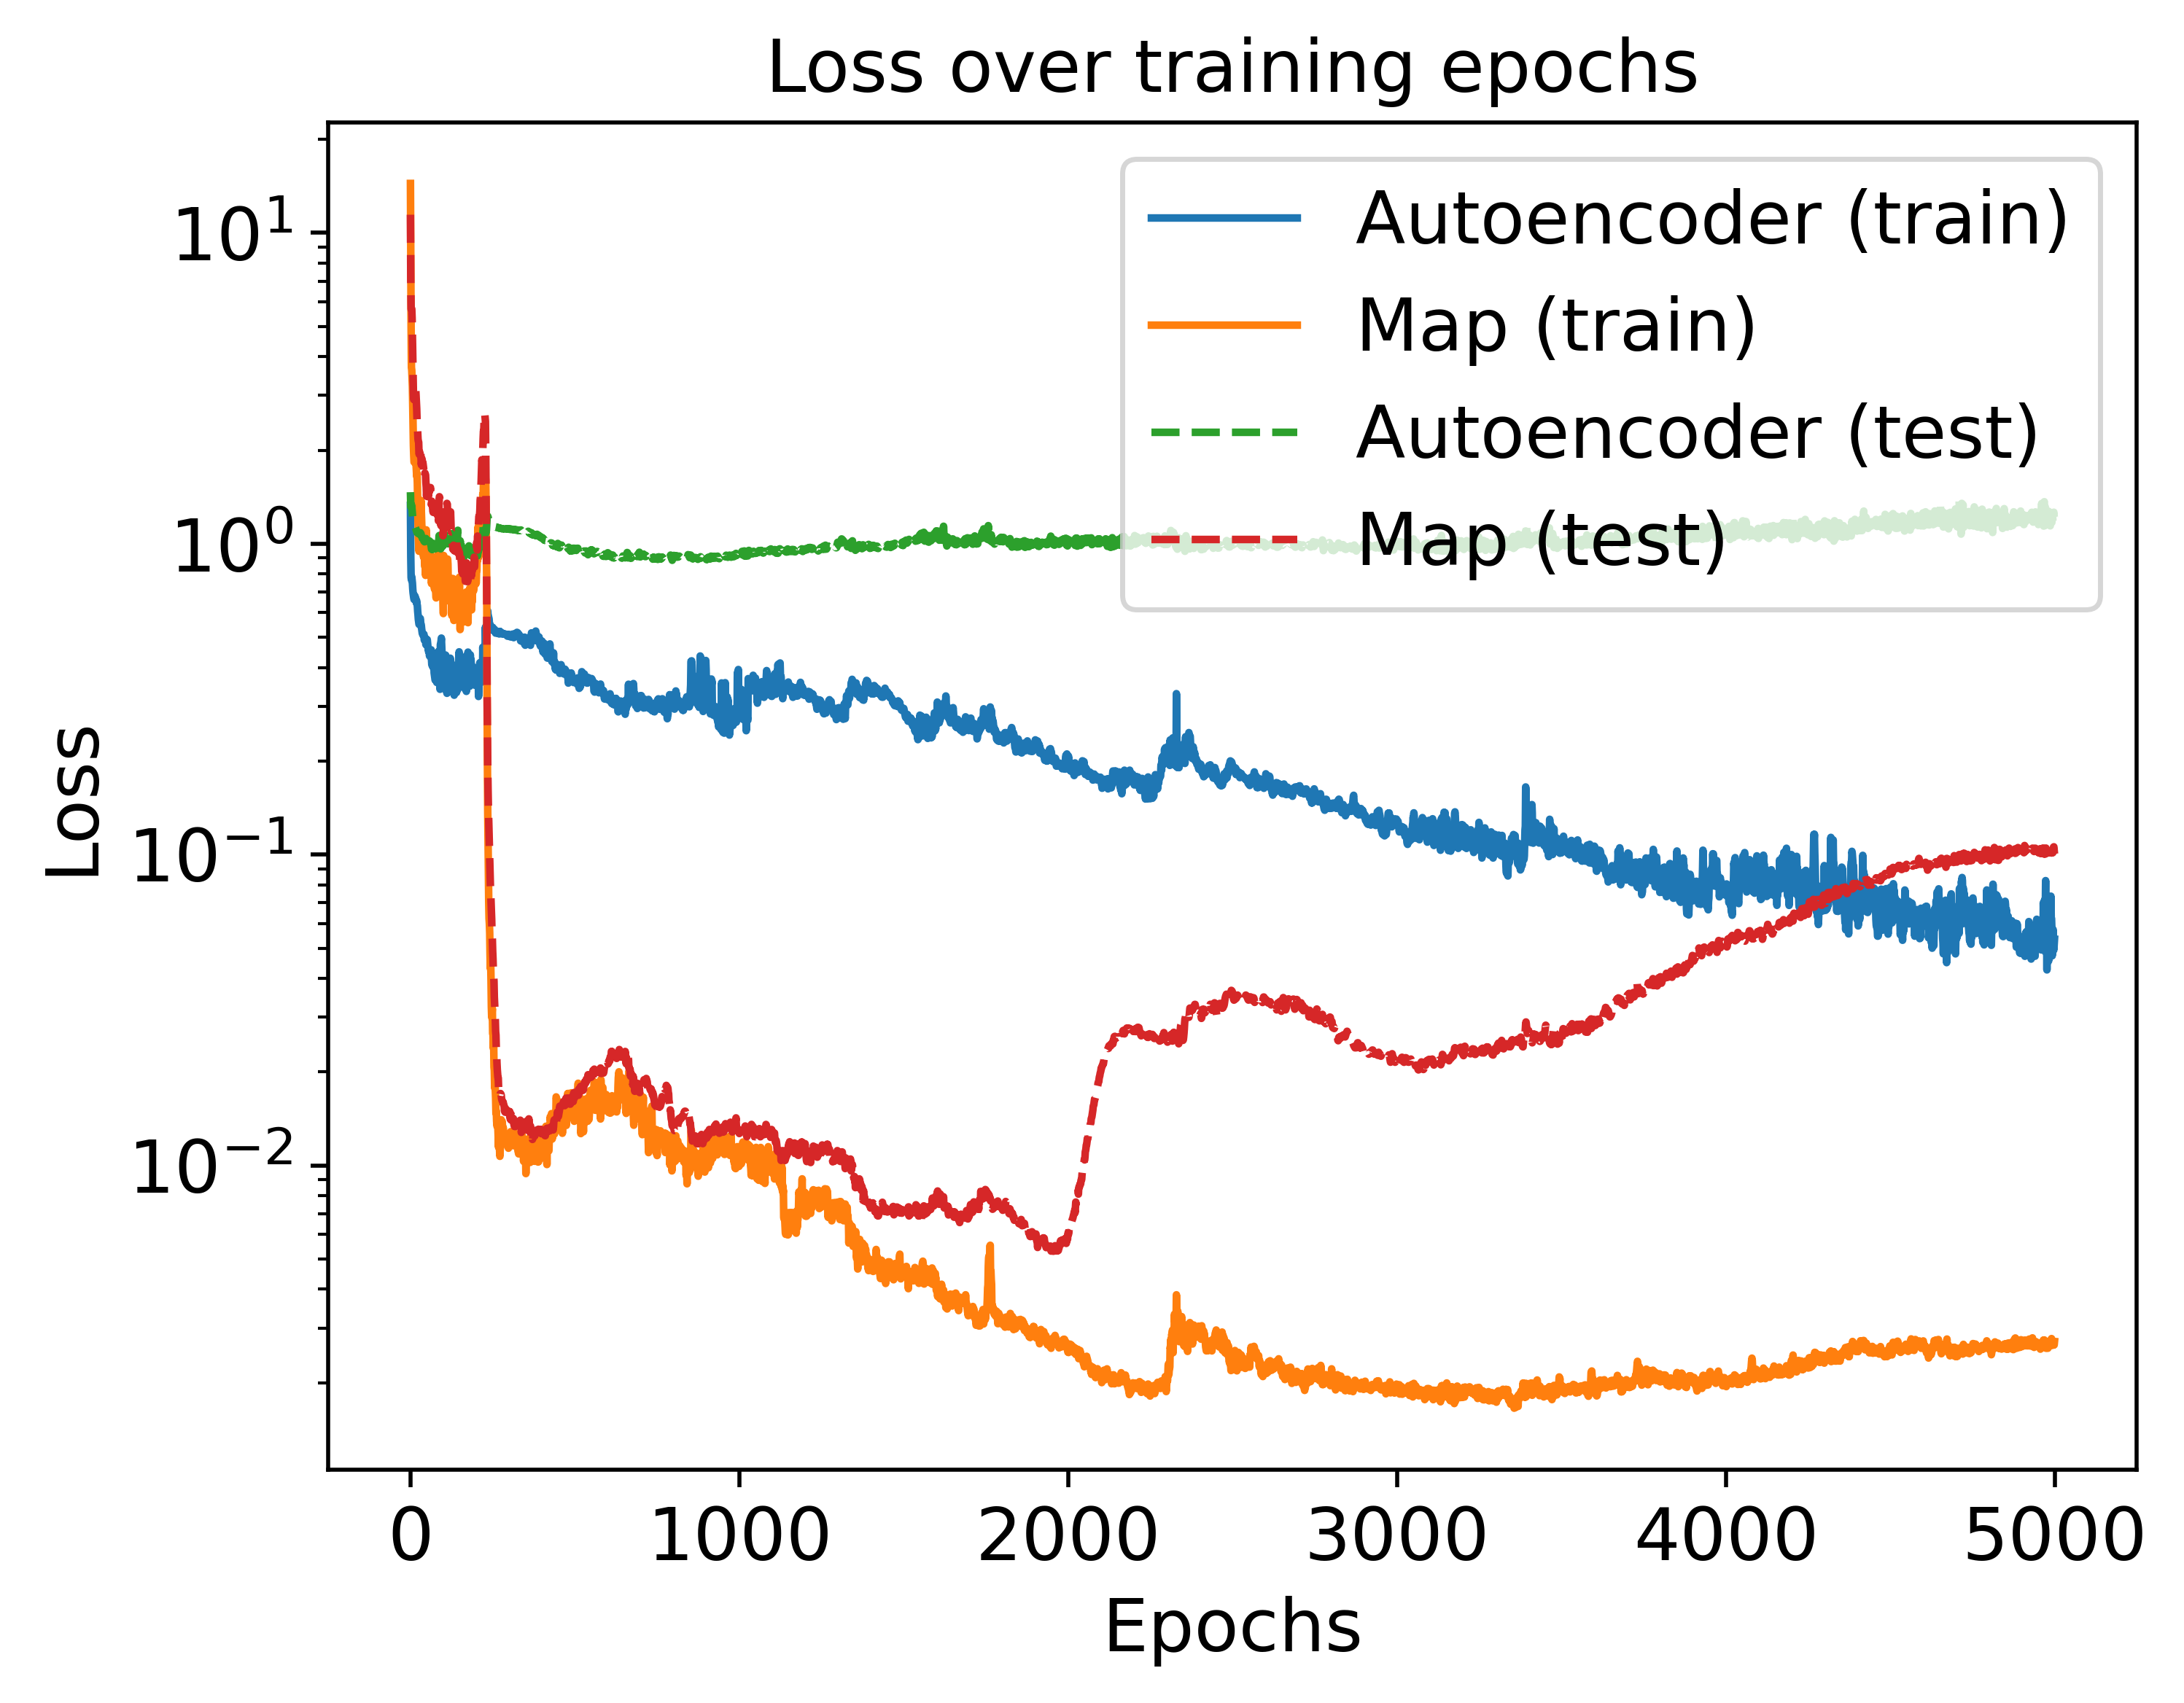 Loss over training epochs
Autoencoder (train)
Map (train)
Autoencoder (test)
Map (test)
10¹
10⁰
10⁻¹
10⁻²
Loss
0 1000 2000 3000 4000 5000
Epochs